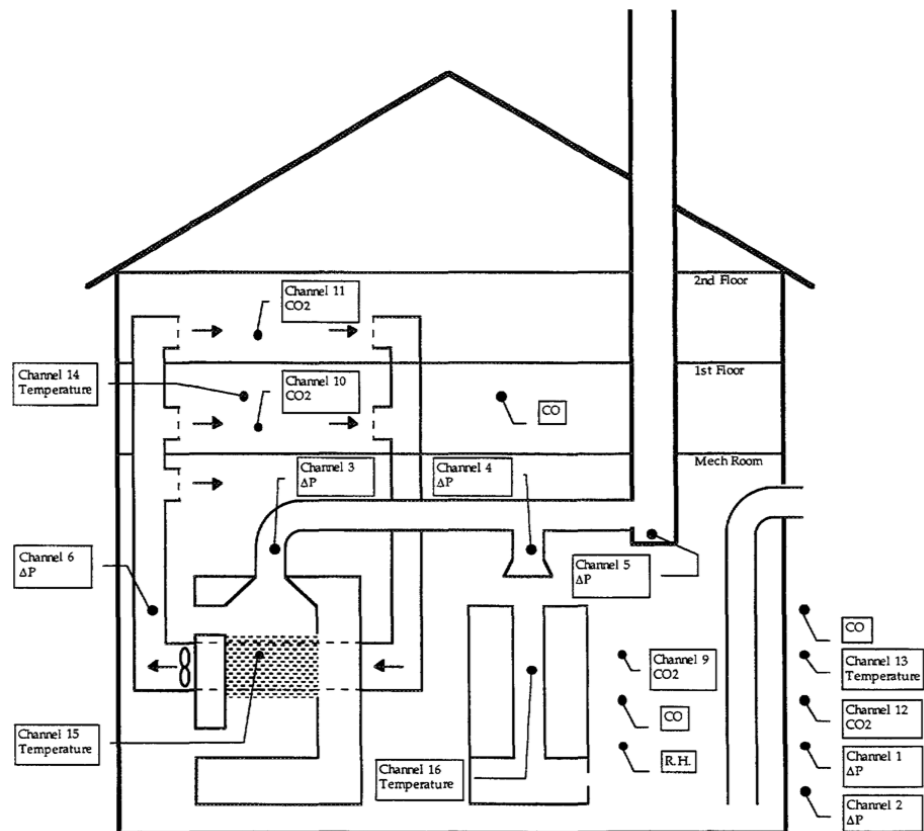 2nd Floor
Channel 11
CO2
Channel 14
Temperature
1st Floor
Channel 10
CO2
CO
Mech Room
Channel 3
ΔP
Channel 4
ΔP
Channel 6
ΔP
Channel 5
ΔP
CO
Channel 9
CO2
Channel 13
Temperature
CO
Channel 12
CO2
Channel 15
Temperature
R.H.
Channel 1
ΔP
Channel 16
Temperature
Channel 2
ΔP